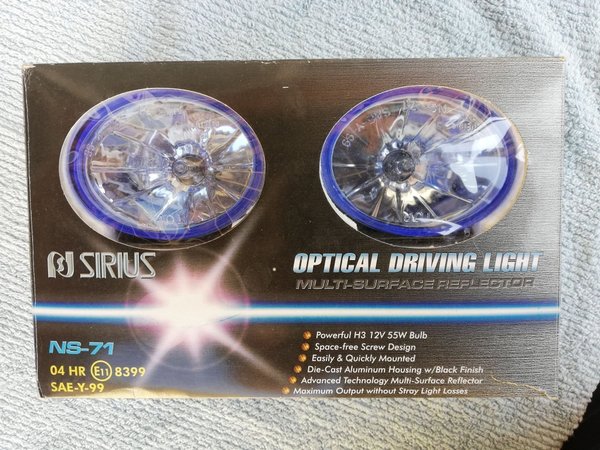 SIRIUS
OPTICAL DRIVING LIGHT
MULTI-SURFACE REFLECTOR
NS-71
04 HR E11 8399
SAE-Y-99
Powerful H3 12V 55W Bulb
Space-free Screw Design
Easily & Quickly Mounted
Die-Cast Aluminum Housing w/Black Finish
Advanced Technology Multi-Surface Reflector
Maximum Output without Stray Light Losses